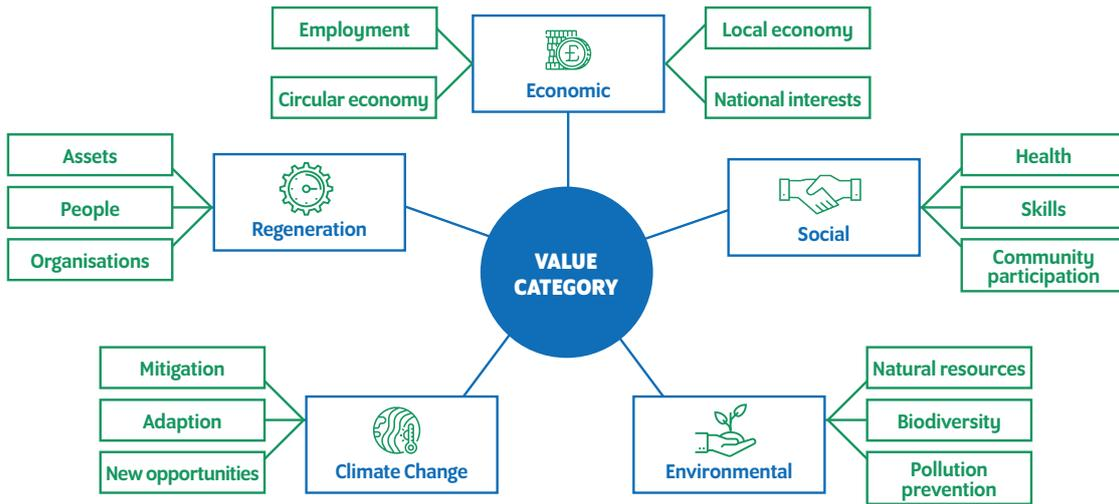 Employment
Circular economy
£
Economic
Local economy
National interests
Assets
People
Organisations
Regeneration
VALUE
CATEGORY
Social
Health
Skills
Community
participation
Mitigation
Adaption
New opportunities
Climate Change
Environmental
Natural resources
Biodiversity
Pollution
prevention